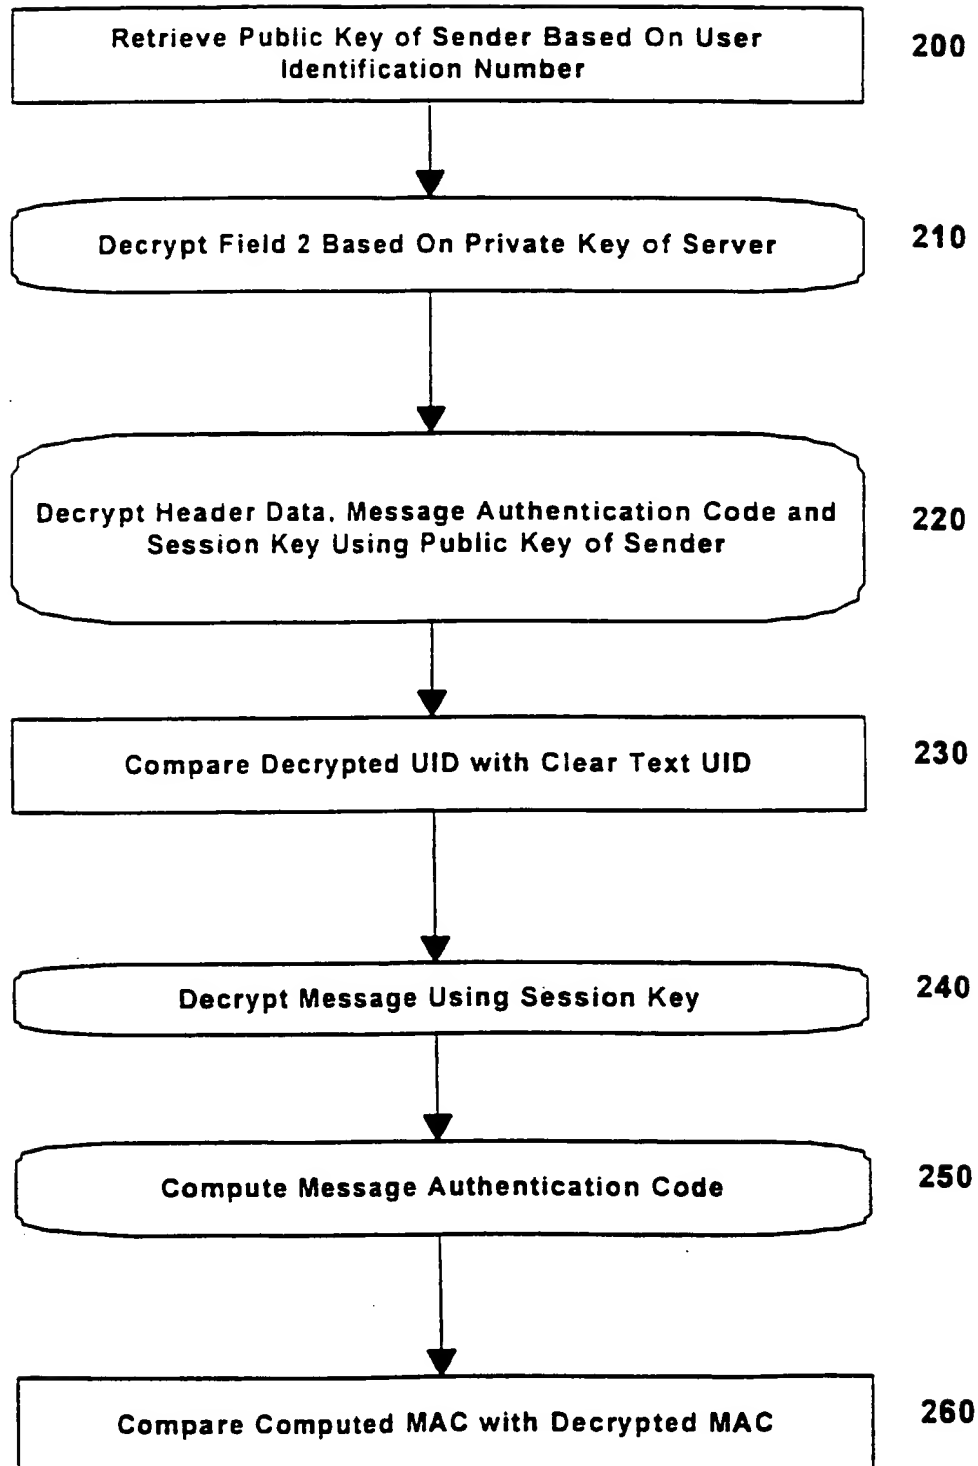 Retrieve Public Key of Sender Based On User
Identification Number
200
Decrypt Field 2 Based On Private Key of Server
210
Decrypt Header Data, Message Authentication Code and
Session Key Using Public Key of Sender
220
Compare Decrypted UID with Clear Text UID
230
Decrypt Message Using Session Key
240
Compute Message Authentication Code
250
Compare Computed MAC with Decrypted MAC
260